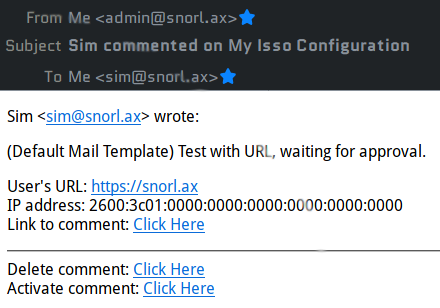 From Me <admin@snorl.ax>
Subject Sim commented on My Isso Configuration
To Me <sim@snorl.ax>
Sim <sim@snorl.ax> wrote:
(Default Mail Template) Test with URL, waiting for approval.
User's URL: https://snorl.ax
IP address: 2600:3c01:0000:0000:0000:0000:0000:0000
Link to comment: Click Here
Delete comment: Click Here
Activate comment: Click Here